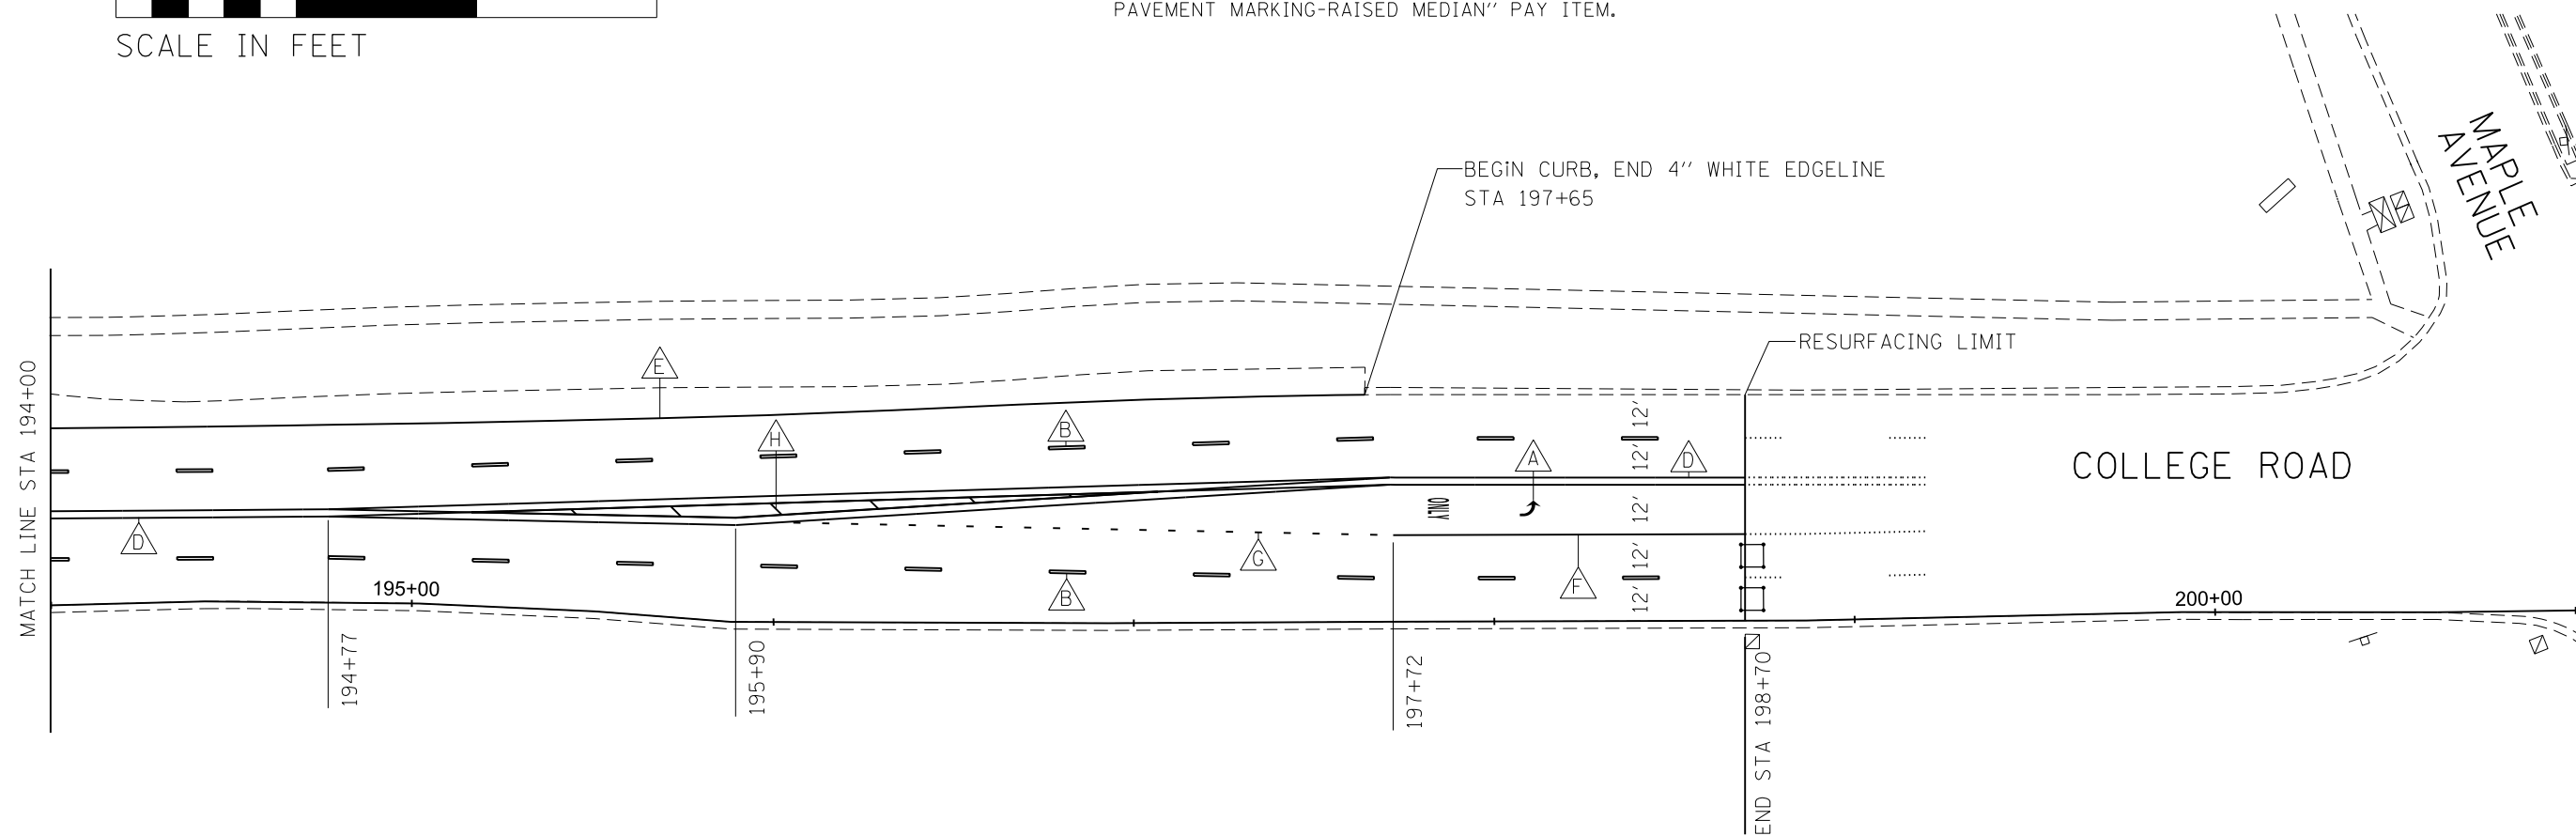 PAVEMENT MARKING-RAISED MEDIAN" PAY ITEM.
SCALE IN FEET
MAPLE
AVENUE
BEGIN CURB, END 4" WHITE EDGELINE
STA 197+65
RESURFACING LIMIT
E
H
B
A
D
12'
12'
12'
12'
12'
ONLY
COLLEGE ROAD
MATCH LINE STA 194+00
D
G
B
F
195+00
200+00
194+77
195+90
197+72
END STA 198+70